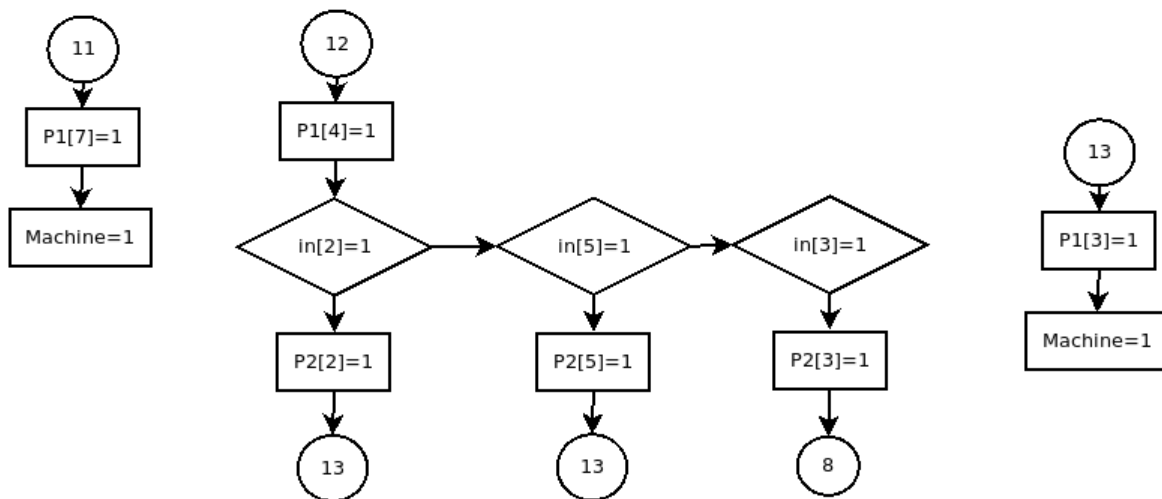 11
P1[7]=1
Machine=1
12
P1[4]=1
in[2]=1
in[5]=1
in[3]=1
P2[2]=1
P2[5]=1
P2[3]=1
13
13
8
13
P1[3]=1
Machine=1